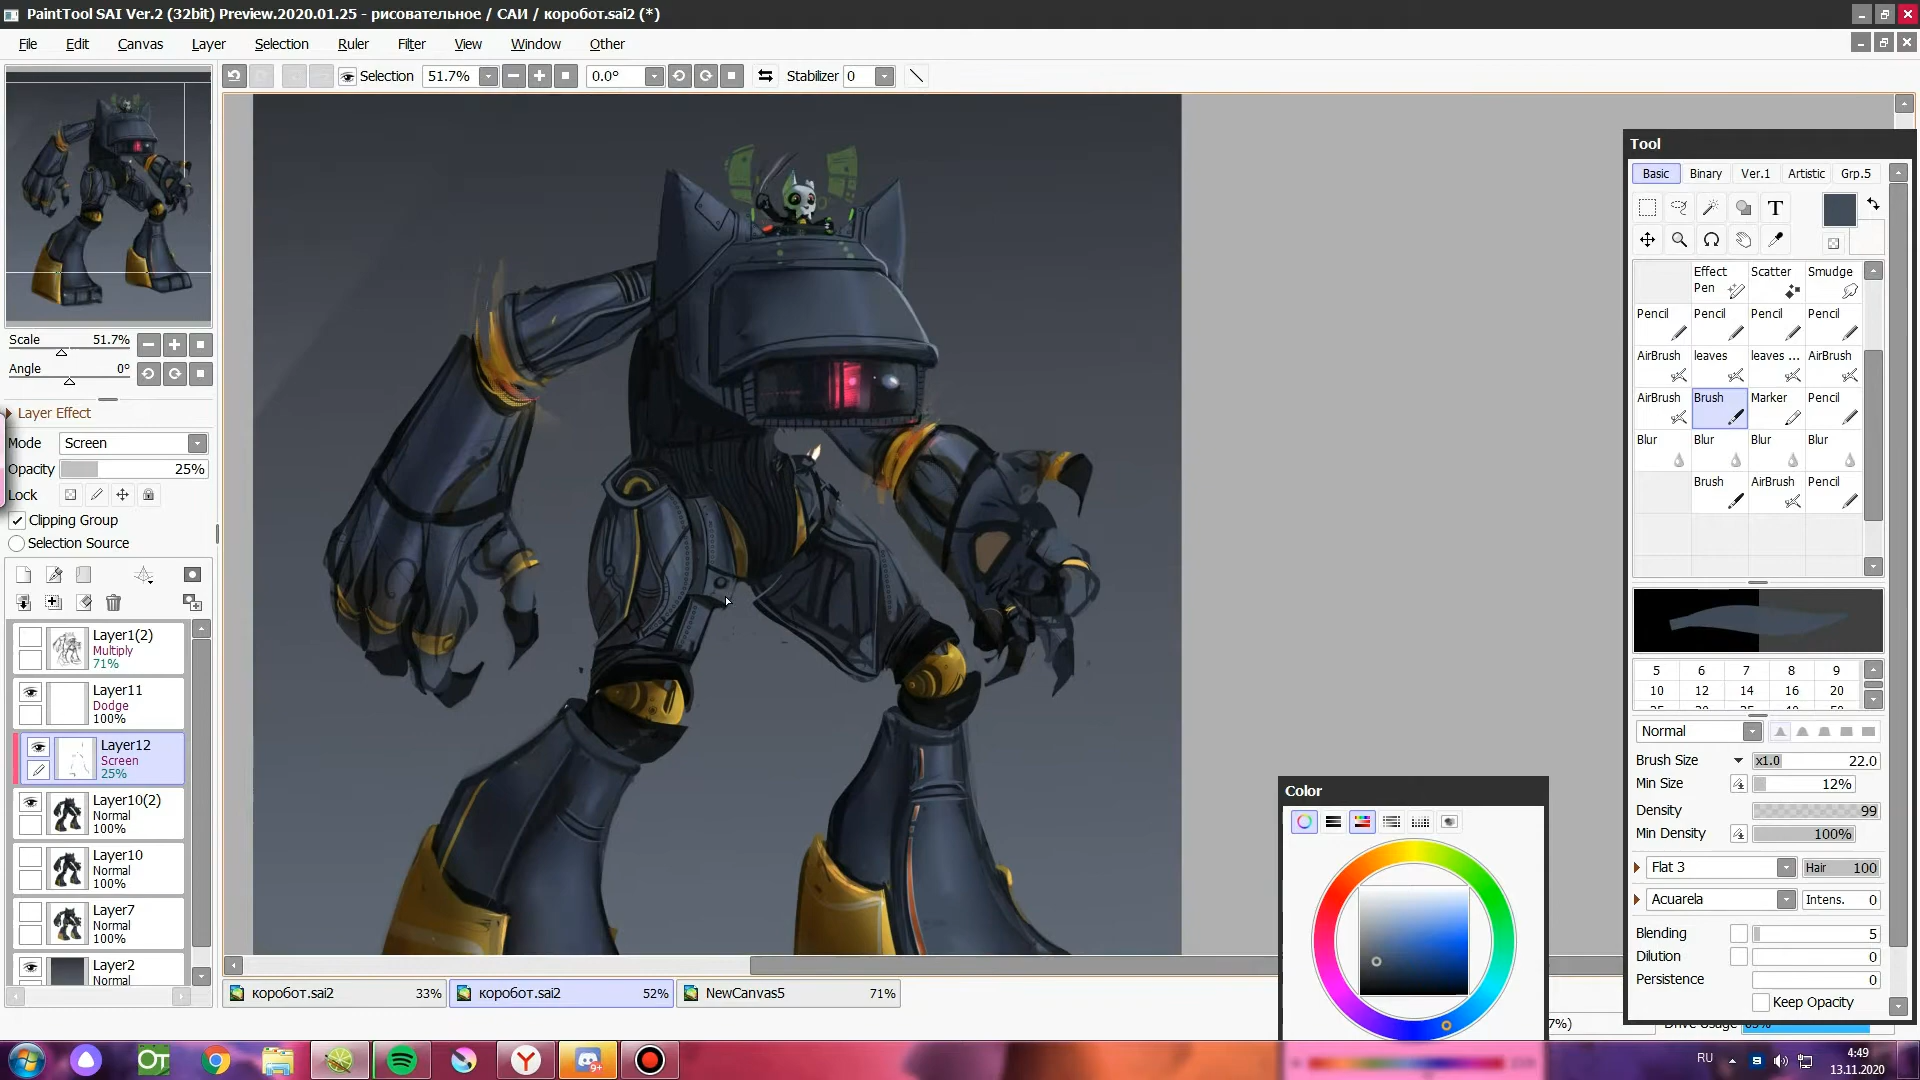 PaintTool SAI Ver.2 (32bit) Preview.2020.01.25 - рисовательное / САИ / коробот.sai2 (*)
File Edit Canvas Layer Selection Ruler Filter View Window Other
Selection 51.7% 0.0° Stabilizer 0
Scale 51.7%
Angle 0°
Layer Effect
Mode Screen
Opacity 25%
Lock
Clipping Group
Selection Source
Layer1(2)
Multiply
71%
Layer11
Dodge
100%
Layer12
Screen
25%
Layer10(2)
Normal
100%
Layer10
Normal
100%
Layer7
Normal
100%
Layer2
Normal
коробот.sai2 33% коробот.sai2 52% NewCanvas5 71%
Tool
Basic Binary Ver.1 Artistic Grp.5
T
Effect Pen Scatter Smudge
Pencil Pencil Pencil Pencil
AirBrush leaves leaves ... AirBrush
AirBrush Brush Marker Pencil
Blur Blur Blur Blur
Brush AirBrush Pencil
5 6 7 8 9
10 12 14 16 20
Normal
Brush Size x1.0 22.0
Min Size 12%
Density 99
Min Density 100%
Flat 3 Hair 100
Acuarela Intens. 0
Blending 5
Dilution 0
Persistence 0
Keep Opacity
Color
7%)
OT
9+
RU
4:49
13.11.2020